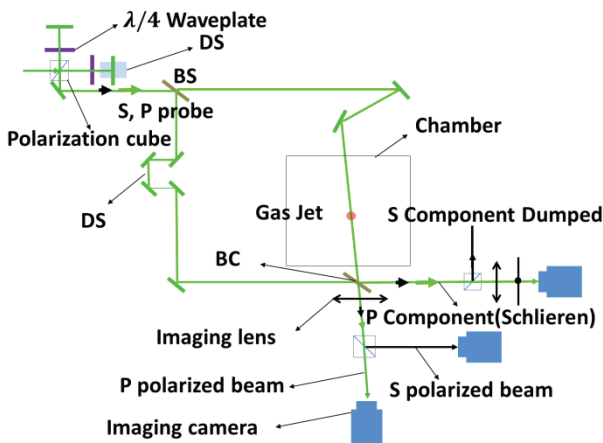 λ/4 Waveplate
DS
BS
S, P probe
Polarization cube
Chamber
DS
Gas Jet
S Component Dumped
BC
P Component(Schlieren)
Imaging lens
P polarized beam
S polarized beam
Imaging camera